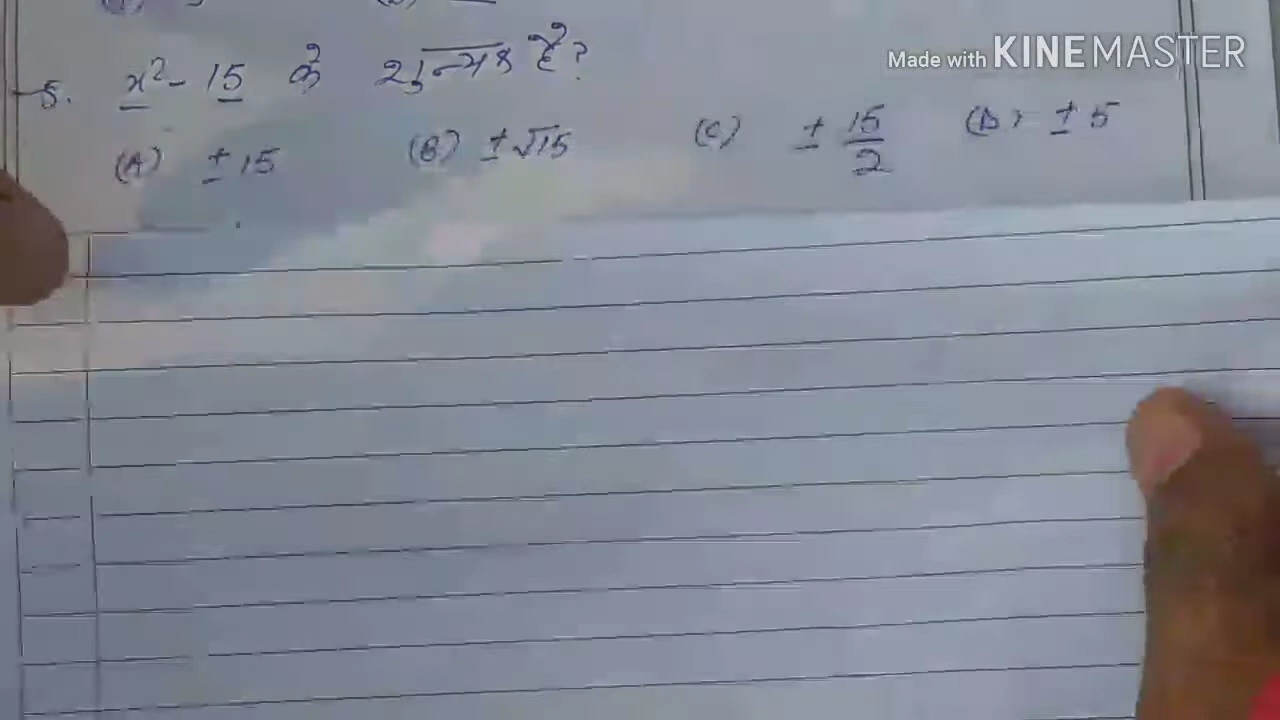 Made with KINEMASTER
5. x² - 15 के शून्यक है?
(A) ± 15 (B) ± √15 (C) ± 15/2 (D) ± 5